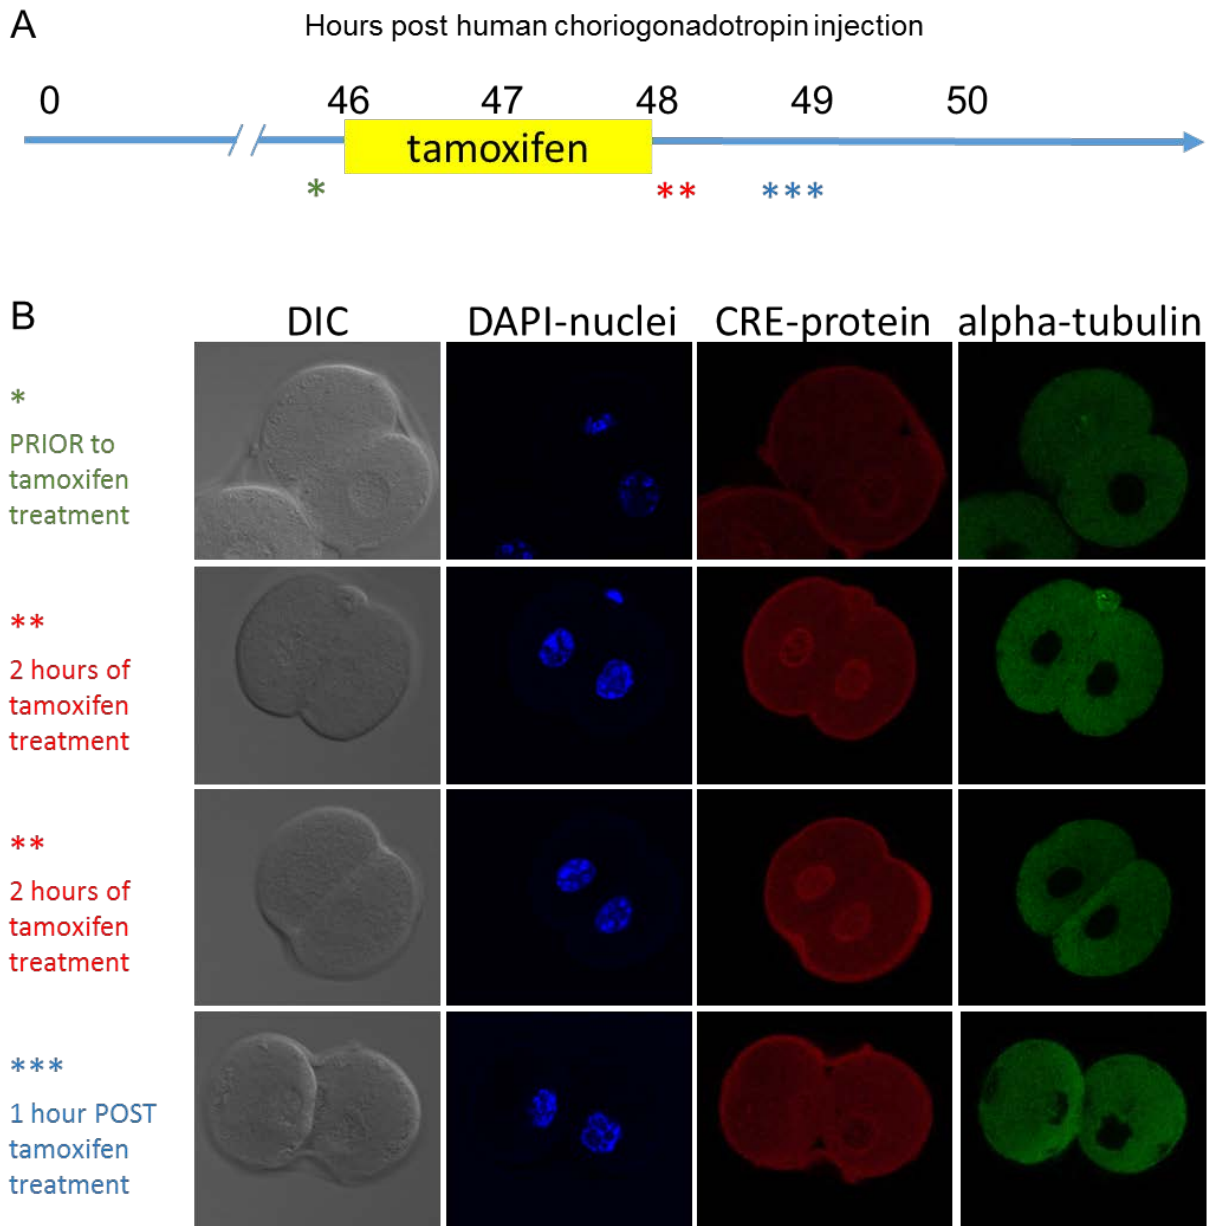 A
Hours post human choriogonadotropin injection
0 46 47 48 49 50
tamoxifen
* ** ***
B
DIC DAPI-nuclei CRE-protein alpha-tubulin
*
PRIOR to
tamoxifen
treatment
**
2 hours of
tamoxifen
treatment
**
2 hours of
tamoxifen
treatment
***
1 hour POST
tamoxifen
treatment